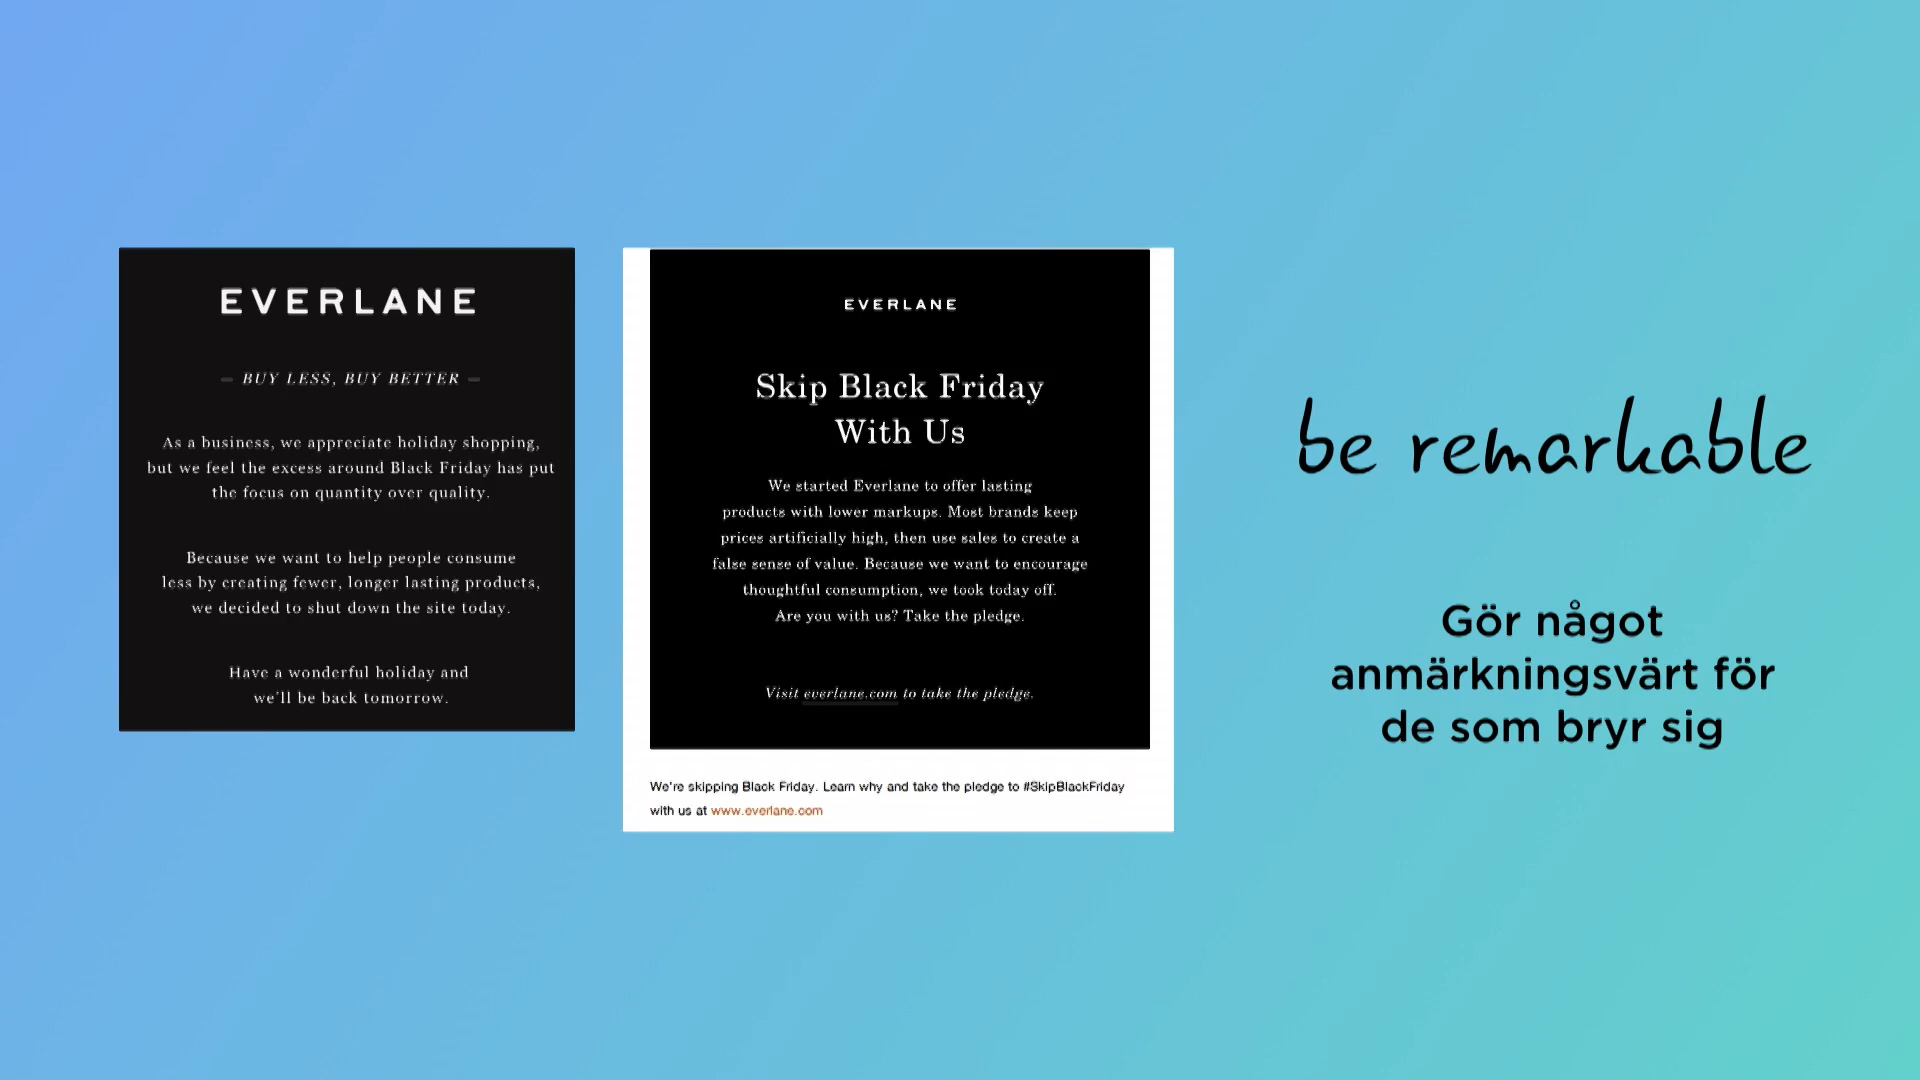 EVERLANE
– BUY LESS, BUY BETTER –
As a business, we appreciate holiday shopping,
but we feel the excess around Black Friday has put
the focus on quantity over quality.
Because we want to help people consume
less by creating fewer, longer lasting products,
we decided to shut down the site today.
Have a wonderful holiday and
we'll be back tomorrow.
EVERLANE
Skip Black Friday
With Us
We started Everlane to offer lasting
products with lower markups. Most brands keep
prices artificially high, then use sales to create a
false sense of value. Because we want to encourage
thoughtful consumption, we took today off.
Are you with us? Take the pledge.
Visit everlane.com to take the pledge.
We're skipping Black Friday. Learn why and take the pledge to #SkipBlackFriday
with us at www.everlane.com
be remarkable
Gör något
anmärkningsvärt för
de som bryr sig